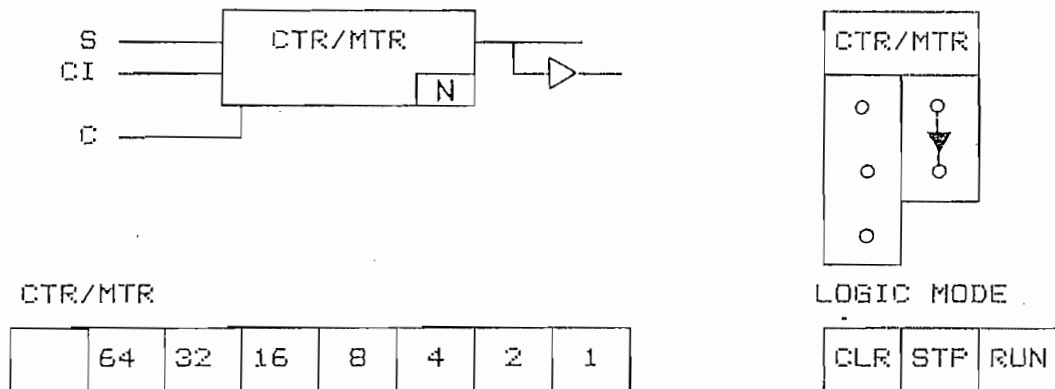 S
CTR/MTR
CI
N
C
CTR/MTR
CTR/MTR
64 32 16 8 4 2 1
LOGIC MODE
CLR STP RUN